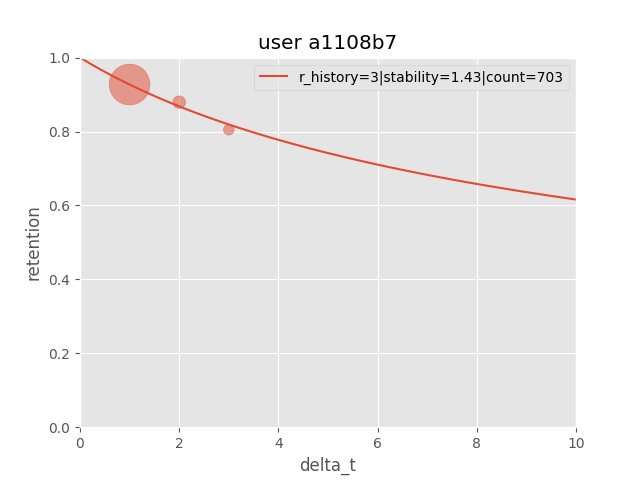 user a1108b7
r_history=3|stability=1.43|count=703
retention
1.0
0.8
0.6
0.4
0.2
0.0
0 2 4 6 8 10
delta_t